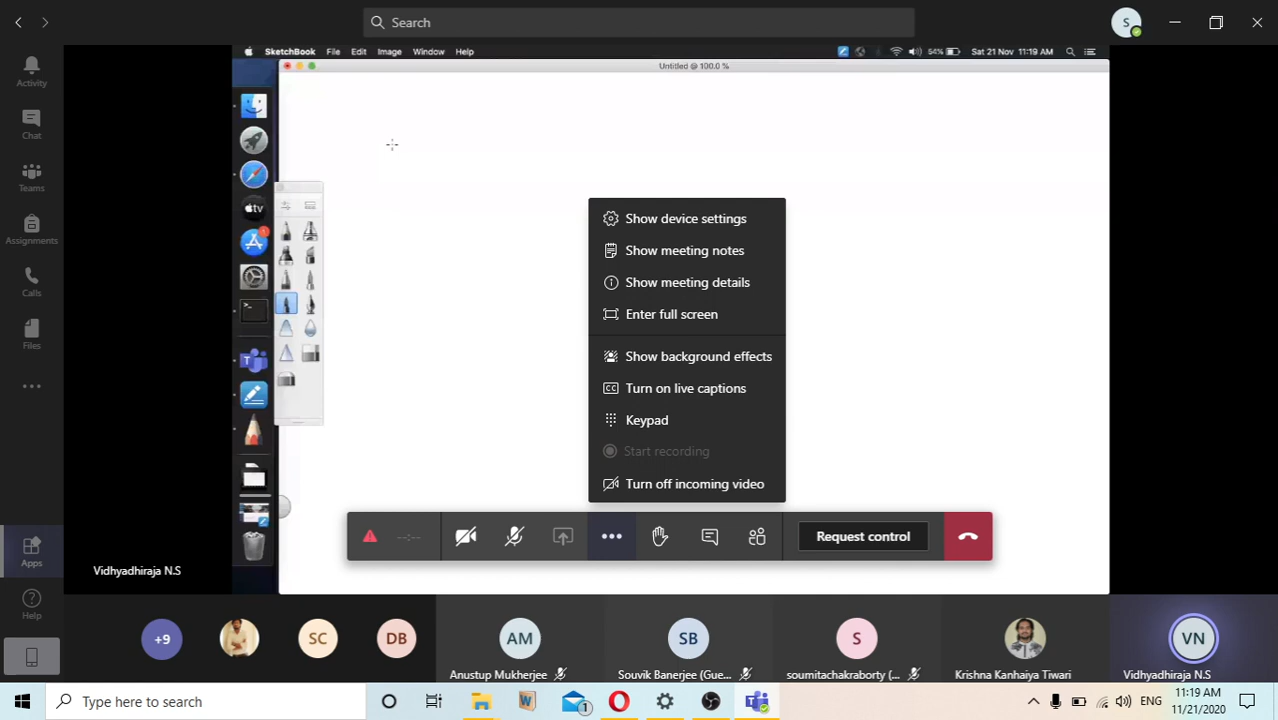 Search
S
Activity
Chat
Teams
Assignments
Calls
Files
Apps
Help
SketchBook File Edit Image Window Help
54% Sat 21 Nov 11:19 AM
Untitled @ 100.0 %
tv
1
Show device settings
Show meeting notes
Show meeting details
Enter full screen
Show background effects
CC Turn on live captions
Keypad
Start recording
Turn off incoming video
--:--
Request control
Vidhyadhiraja N.S
+9
SC
DB
AM
Anustup Mukherjee
SB
Souvik Banerjee (Gue...
S
soumitachakraborty (...
Krishna Kanhaiya Tiwari
VN
Vidhyadhiraja N.S
Type here to search
W
1
T
ENG
11:19 AM
11/21/2020